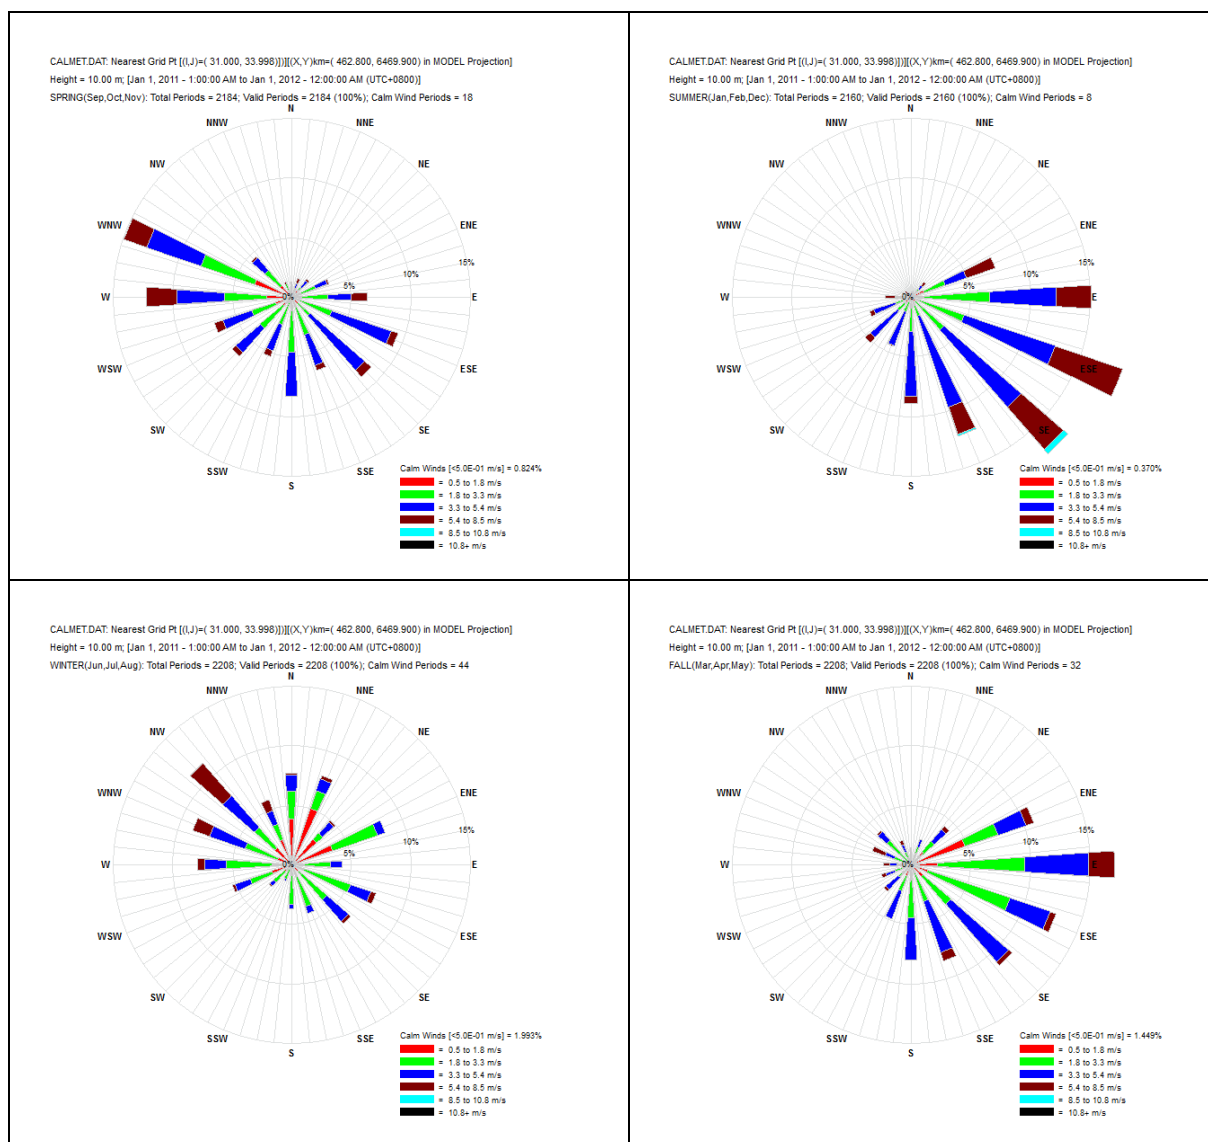 CALMET.DAT: Nearest Grid Pt [(I,J)=( 31.000, 33.998)])][(X,Y)km=( 462.800, 6469.900) in MODEL Projection]
Height = 10.00 m; [Jan 1, 2011 - 1:00:00 AM to Jan 1, 2012 - 12:00:00 AM (UTC+0800)]
SPRING(Sep,Oct,Nov): Total Periods = 2184; Valid Periods = 2184 (100%); Calm Wind Periods = 18
N
NNW
NNE
NW
NE
WNW
ENE
15%
10%
5%
W
0%
E
WSW
ESE
SW
SE
SSW
SSE
S
Calm Winds [<5.0E-01 m/s] = 0.824%
= 0.5 to 1.8 m/s
= 1.8 to 3.3 m/s
= 3.3 to 5.4 m/s
= 5.4 to 8.5 m/s
= 8.5 to 10.8 m/s
= 10.8+ m/s
CALMET.DAT: Nearest Grid Pt [(I,J)=( 31.000, 33.998)])][(X,Y)km=( 462.800, 6469.900) in MODEL Projection]
Height = 10.00 m; [Jan 1, 2011 - 1:00:00 AM to Jan 1, 2012 - 12:00:00 AM (UTC+0800)]
SUMMER(Jan,Feb,Dec): Total Periods = 2160; Valid Periods = 2160 (100%); Calm Wind Periods = 8
N
NNW
NNE
NW
NE
WNW
ENE
15%
10%
5%
W
0%
E
WSW
ESE
SW
SE
SSW
SSE
S
Calm Winds [<5.0E-01 m/s] = 0.370%
= 0.5 to 1.8 m/s
= 1.8 to 3.3 m/s
= 3.3 to 5.4 m/s
= 5.4 to 8.5 m/s
= 8.5 to 10.8 m/s
= 10.8+ m/s
CALMET.DAT: Nearest Grid Pt [(I,J)=( 31.000, 33.998)])][(X,Y)km=( 462.800, 6469.900) in MODEL Projection]
Height = 10.00 m; [Jan 1, 2011 - 1:00:00 AM to Jan 1, 2012 - 12:00:00 AM (UTC+0800)]
WINTER(Jun,Jul,Aug): Total Periods = 2208; Valid Periods = 2208 (100%); Calm Wind Periods = 44
N
NNW
NNE
NW
NE
WNW
ENE
15%
10%
5%
W
0%
E
WSW
ESE
SW
SE
SSW
SSE
S
Calm Winds [<5.0E-01 m/s] = 1.993%
= 0.5 to 1.8 m/s
= 1.8 to 3.3 m/s
= 3.3 to 5.4 m/s
= 5.4 to 8.5 m/s
= 8.5 to 10.8 m/s
= 10.8+ m/s
CALMET.DAT: Nearest Grid Pt [(I,J)=( 31.000, 33.998)])][(X,Y)km=( 462.800, 6469.900) in MODEL Projection]
Height = 10.00 m; [Jan 1, 2011 - 1:00:00 AM to Jan 1, 2012 - 12:00:00 AM (UTC+0800)]
FALL(Mar,Apr,May): Total Periods = 2208; Valid Periods = 2208 (100%); Calm Wind Periods = 32
N
NNW
NNE
NW
NE
WNW
ENE
15%
10%
5%
W
0%
E
WSW
ESE
SW
SE
SSW
SSE
S
Calm Winds [<5.0E-01 m/s] = 1.449%
= 0.5 to 1.8 m/s
= 1.8 to 3.3 m/s
= 3.3 to 5.4 m/s
= 5.4 to 8.5 m/s
= 8.5 to 10.8 m/s
= 10.8+ m/s